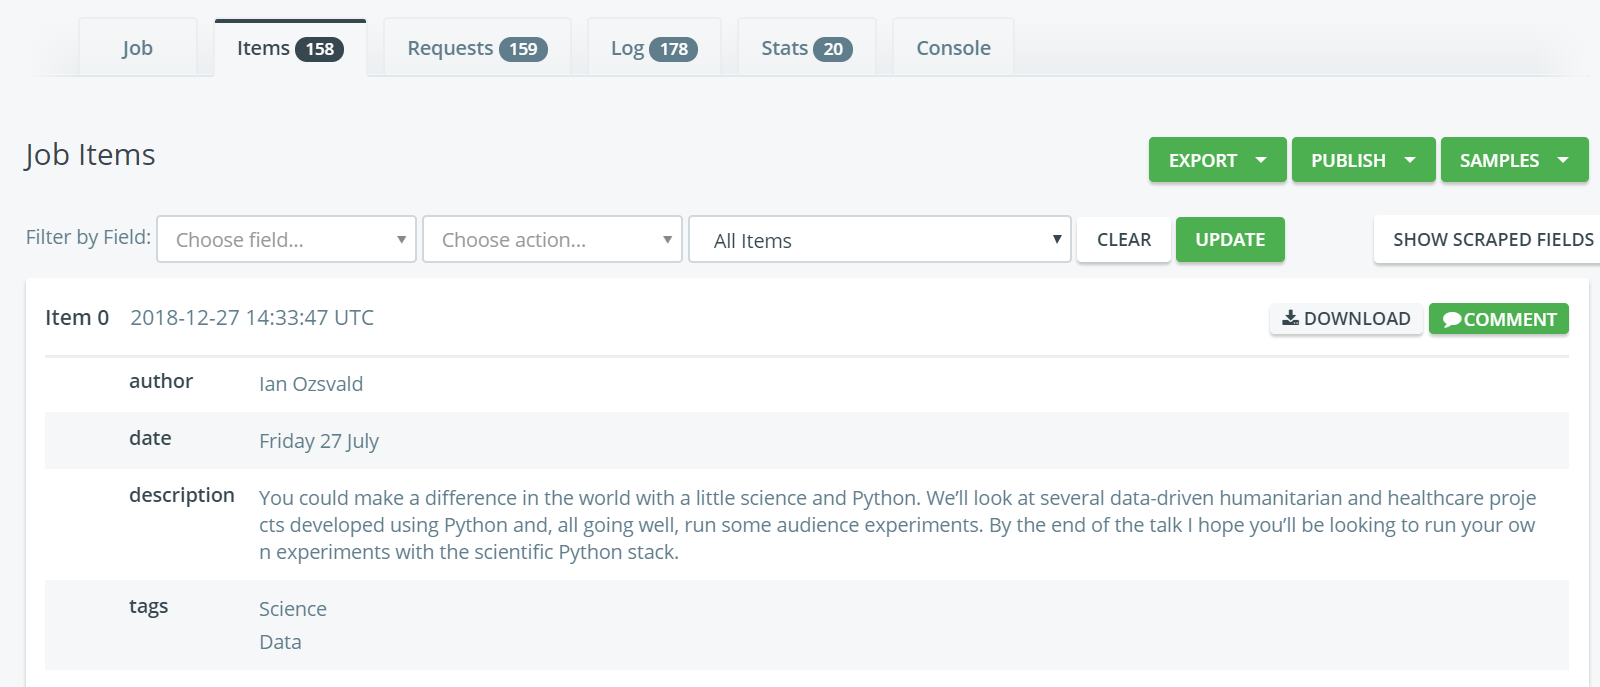 Job
Items 158
Requests 159
Log 178
Stats 20
Console
Job Items
EXPORT
PUBLISH
SAMPLES
Filter by Field:
Choose field...
Choose action...
All Items
CLEAR
UPDATE
SHOW SCRAPED FIELDS
Item 0 2018-12-27 14:33:47 UTC
DOWNLOAD
COMMENT
author Ian Ozsvald
date Friday 27 July
description You could make a difference in the world with a little science and Python. We’ll look at several data-driven humanitarian and healthcare proje
cts developed using Python and, all going well, run some audience experiments. By the end of the talk I hope you’ll be looking to run your ow
n experiments with the scientific Python stack.
tags Science
Data